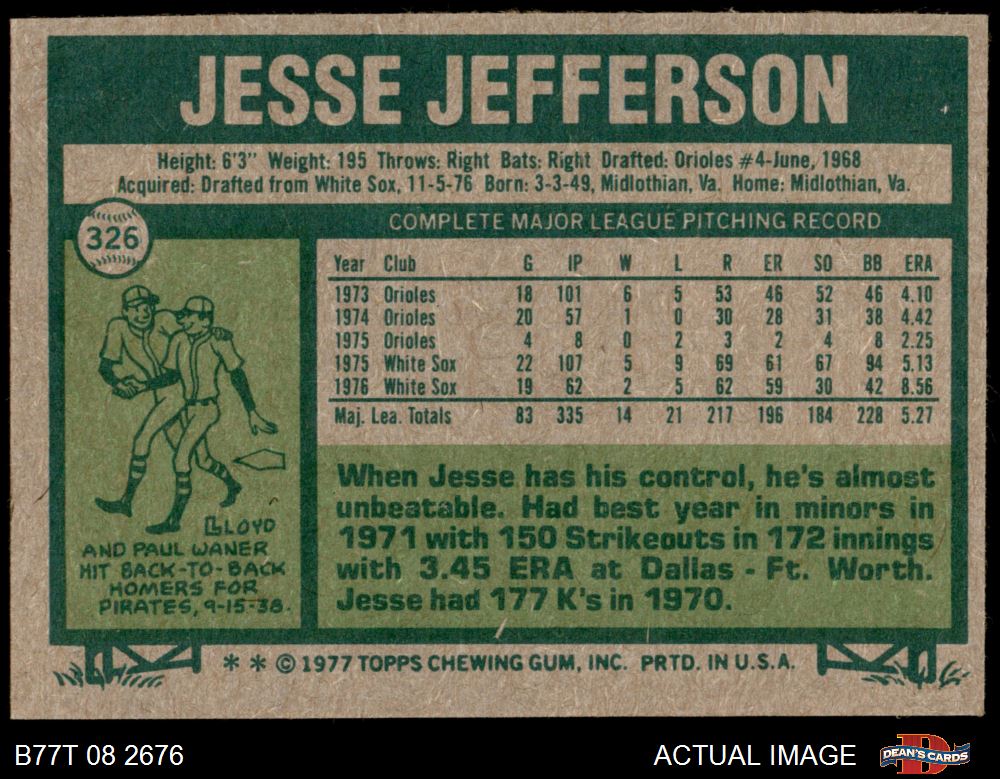 JESSE JEFFERSON
Height: 6'3" Weight: 195 Throws: Right Bats: Right Drafted: Orioles #4-June, 1968
Acquired: Drafted from White Sox, 11-5-76 Born: 3-3-49, Midlothian, Va. Home: Midlothian, Va.
326
COMPLETE MAJOR LEAGUE PITCHING RECORD
Year Club G IP W L R ER SO BB ERA
1973 Orioles 18 101 6 5 53 46 52 46 4.10
1974 Orioles 20 57 1 0 30 28 31 38 4.42
1975 Orioles 4 8 0 2 3 2 4 8 2.25
1975 White Sox 22 107 5 9 69 61 67 94 5.13
1976 White Sox 19 62 2 5 62 59 30 42 8.56
Maj. Lea. Totals 83 335 14 21 217 196 184 228 5.27
LLOYD
AND PAUL WANER
HIT BACK-TO-BACK
HOMERS FOR
PIRATES, 9-15-38.
When Jesse has his control, he's almost
unbeatable. Had best year in minors in
1971 with 150 Strikeouts in 172 innings
with 3.45 ERA at Dallas - Ft. Worth.
Jesse had 177 K's in 1970.
* * © 1977 TOPPS CHEWING GUM, INC. PRTD. IN U.S.A.
B77T 08 2676
ACTUAL IMAGE
DEAN'S CARDS